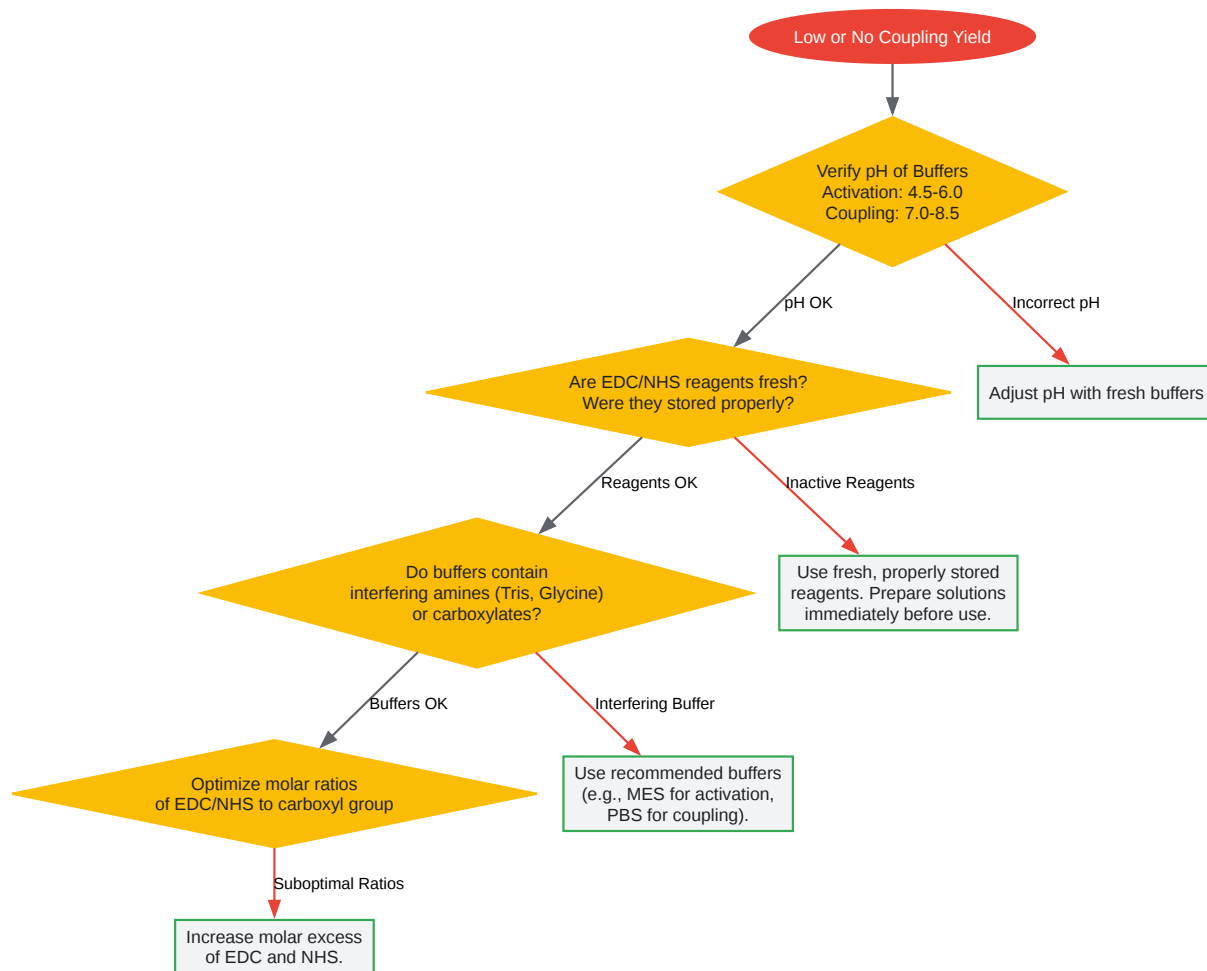 Low or No Coupling Yield
Verify pH of Buffers
Activation: 4.5-6.0
Coupling: 7.0-8.5
pH OK
Incorrect pH
Are EDC/NHS reagents fresh?
Were they stored properly?
Adjust pH with fresh buffers
Reagents OK
Inactive Reagents
Do buffers contain
interfering amines (Tris, Glycine)
or carboxylates?
Use fresh, properly stored
reagents. Prepare solutions
immediately before use.
Buffers OK
Interfering Buffer
Optimize molar ratios
of EDC/NHS to carboxyl group
Use recommended buffers
(e.g., MES for activation,
PBS for coupling).
Suboptimal Ratios
Increase molar excess
of EDC and NHS.